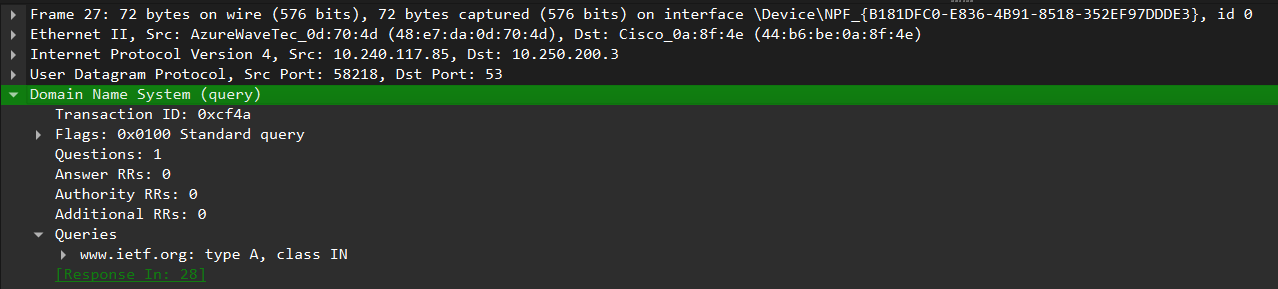 Frame 27: 72 bytes on wire (576 bits), 72 bytes captured (576 bits) on interface \Device\NPF_{B181DFC0-E836-4B91-8518-352EF97DDDE3}, id 0
Ethernet II, Src: AzureWaveTec_0d:70:4d (48:e7:da:0d:70:4d), Dst: Cisco_0a:8f:4e (44:b6:be:0a:8f:4e)
Internet Protocol Version 4, Src: 10.240.117.85, Dst: 10.250.200.3
User Datagram Protocol, Src Port: 58218, Dst Port: 53
Domain Name System (query)
Transaction ID: 0xcf4a
Flags: 0x0100 Standard query
Questions: 1
Answer RRs: 0
Authority RRs: 0
Additional RRs: 0
Queries
www.ietf.org: type A, class IN
[Response In: 28]